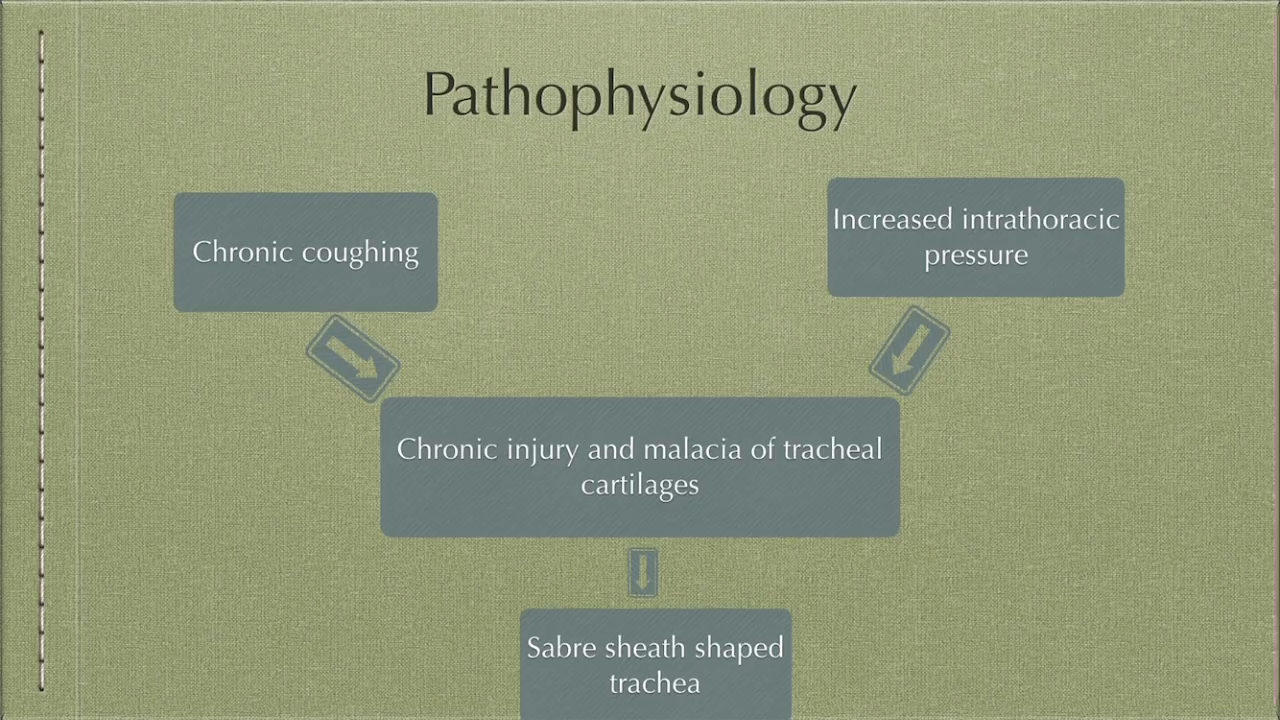 Pathophysiology
Chronic coughing
Increased intrathoracic
pressure
Chronic injury and malacia of tracheal
cartilages
Sabre sheath shaped
trachea